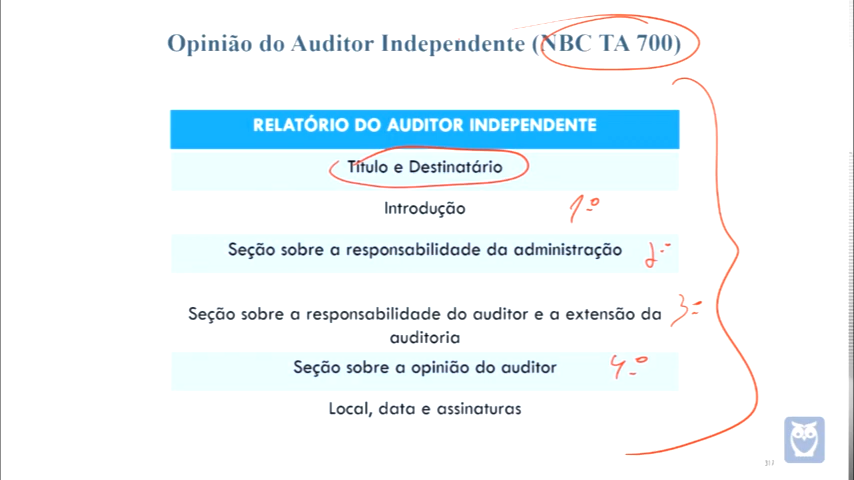 Opinião do Auditor Independente (NBC TA 700)
RELATÓRIO DO AUDITOR INDEPENDENTE
Título e Destinatário
Introdução 1º
Seção sobre a responsabilidade da administração 2º
Seção sobre a responsabilidade do auditor e a extensão da 3º
auditoria
Seção sobre a opinião do auditor 4º
Local, data e assinaturas